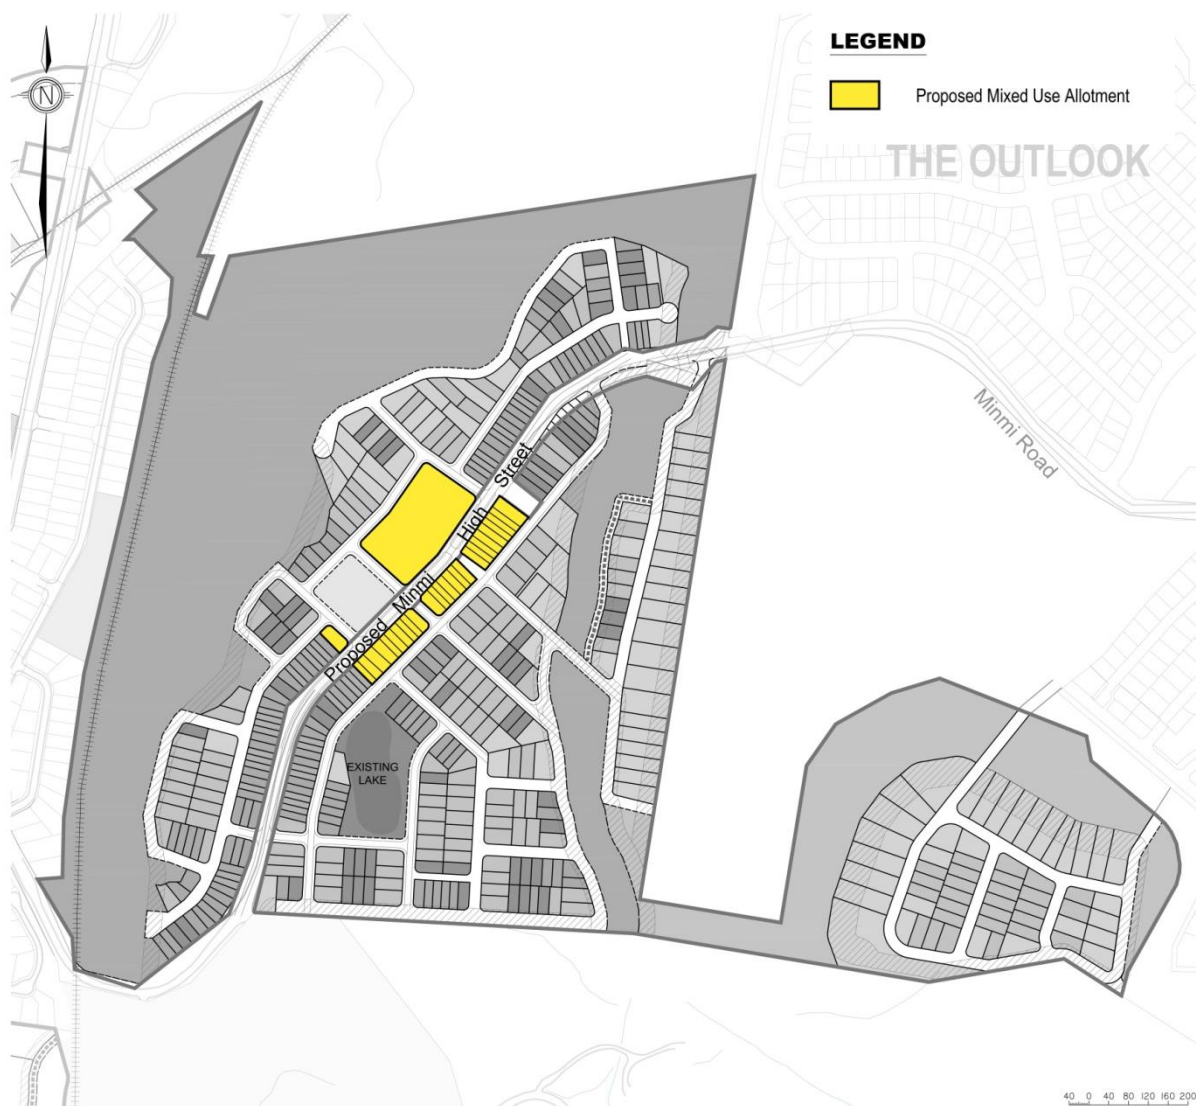 LEGEND
Proposed Mixed Use Allotment
THE OUTLOOK
N
Minmi Road
Proposed Minmi High Street
EXISTING
LAKE
40 0 40 80 120 160 200